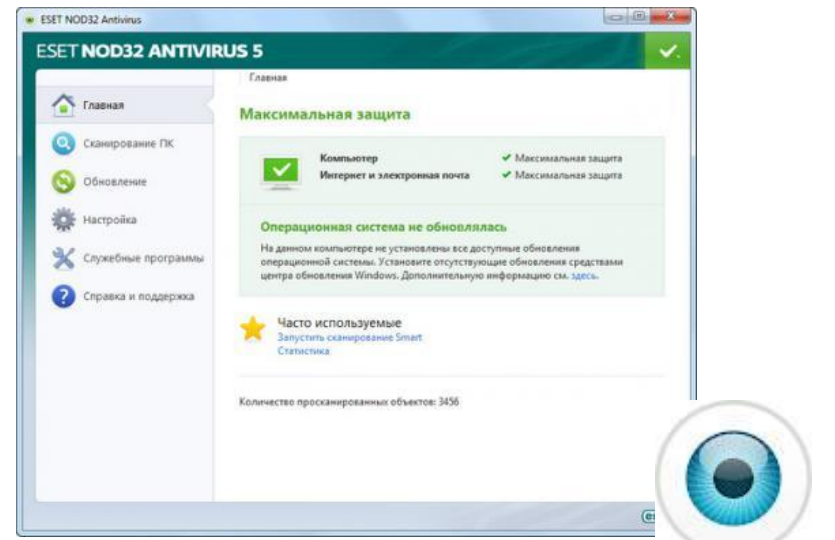 ESET NOD32 Antivirus
ESET NOD32 ANTIVIRUS 5
Главная
Главная
Сканирование ПК
Обновление
Настройка
Служебные программы
Справка и поддержка
Максимальная защита
Компьютер ✔ Максимальная защита
Интернет и электронная почта ✔ Максимальная защита
Операционная система не обновлялась
На данном компьютере не установлены все доступные обновления
операционной системы. Установите отсутствующие обновления средствами
центра обновления Windows. Дополнительную информацию см. здесь.
Часто используемые
Запустить сканирование Smart
Статистика
Количество просканированных объектов: 3456